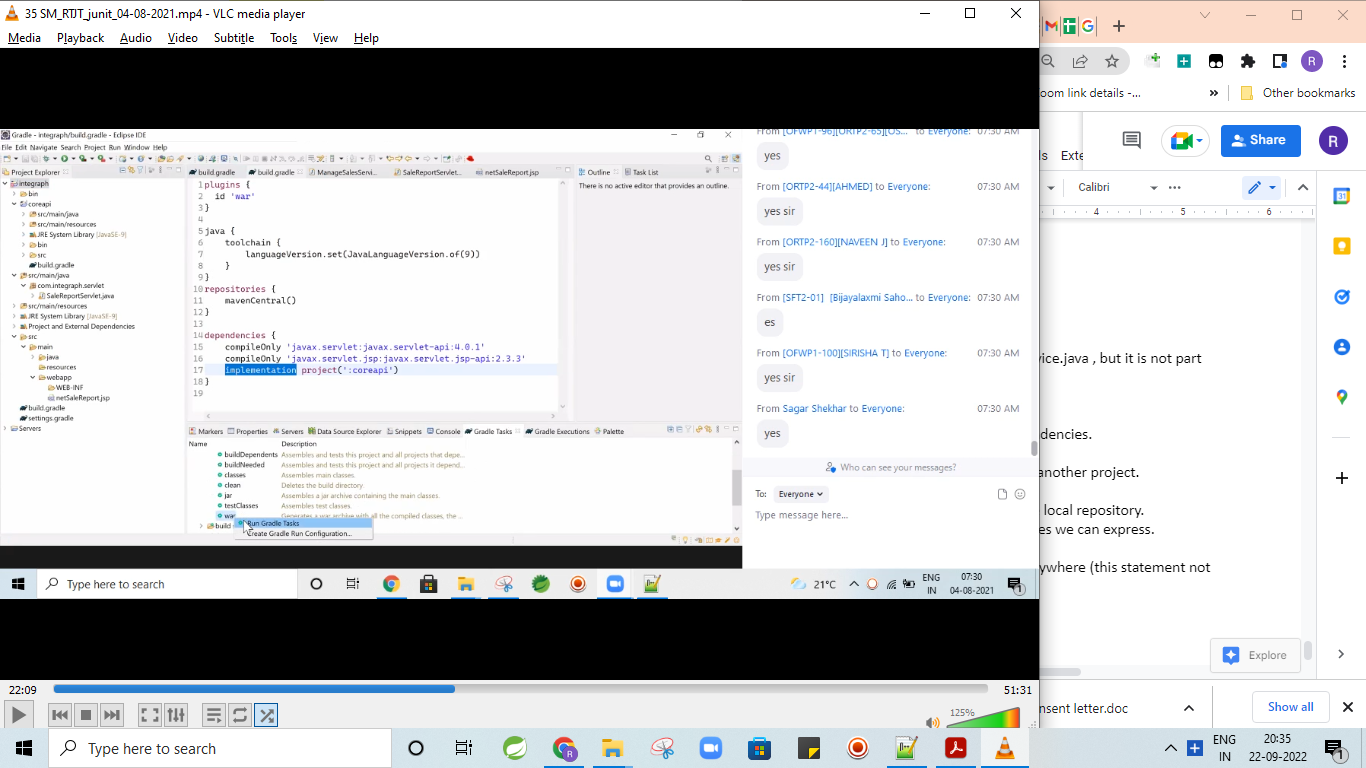 35 SM_RTJT_junit_04-08-2021.mp4 - VLC media player
Media Playback Audio Video Subtitle Tools View Help
Gradle - integraph/build.gradle - Eclipse IDE
File Edit Navigate Search Project Run Window Help
Project Explorer
integraph
bin
coreapi
src/main/java
src/main/resources
JRE System Library [JavaSE-9]
bin
src
build.gradle
src/main/java
com.integraph.servlet
SaleReportServlet.java
src/main/resources
JRE System Library [JavaSE-9]
Project and External Dependencies
src
main
java
resources
webapp
WEB-INF
netSaleReport.jsp
build.gradle
settings.gradle
Servers
build.gradle build.gradle ManageSalesServi... SaleReportServlet... netSaleReport.jsp
1 plugins {
2 id 'war'
3 }
4
5 java {
6 toolchain {
7 languageVersion.set(JavaLanguageVersion.of(9))
8 }
9 }
10 repositories {
11 mavenCentral()
12 }
13
14 dependencies {
15 compileOnly 'javax.servlet:javax.servlet-api:4.0.1'
16 compileOnly 'javax.servlet.jsp:javax.servlet.jsp-api:2.3.3'
17 implementation project(':coreapi')
18 }
19
Outline Task List
There is no active editor that provides an outline.
Markers Properties Servers Data Source Explorer Snippets Console Gradle Tasks Gradle Executions Palette
Name Description
buildDependents Assembles and tests this project and all projects that depe...
buildNeeded Assembles and tests this project and all projects it depend...
classes Assembles main classes.
clean Deletes the build directory.
jar Assembles a jar archive containing the main classes.
testClasses Assembles test classes.
war Generates a war archive with all the compiled classes, the ...
build
Run Gradle Tasks
Create Gradle Run Configuration...
From [OFWP1-96][ORTP2-65][OS... to Everyone: 07:30 AM
yes
From [ORTP2-44][AHMED] to Everyone: 07:30 AM
yes sir
From [ORTP2-160][NAVEEN J] to Everyone: 07:30 AM
yes sir
From [SFT2-01] [Bijayalaxmi Saho... to Everyone: 07:30 AM
es
From [OFWP1-100][SIRISHA T] to Everyone: 07:30 AM
yes sir
From Sagar Shekhar to Everyone: 07:30 AM
yes
Who can see your messages?
To: Everyone
Type message here...
Type here to search
21°C
ENG
IN
07:30
04-08-2021
1
22:09
51:31
125%
oom link details -...
»
Other bookmarks
R
Share
R
ls Exte
Calibri
4 5 6
31
vice.java , but it is not part
dencies.
another project.
local repository.
es we can express.
ywhere (this statement not
Explore
nsent letter.doc
Show all
Type here to search
ENG
IN
20:35
22-09-2022
1